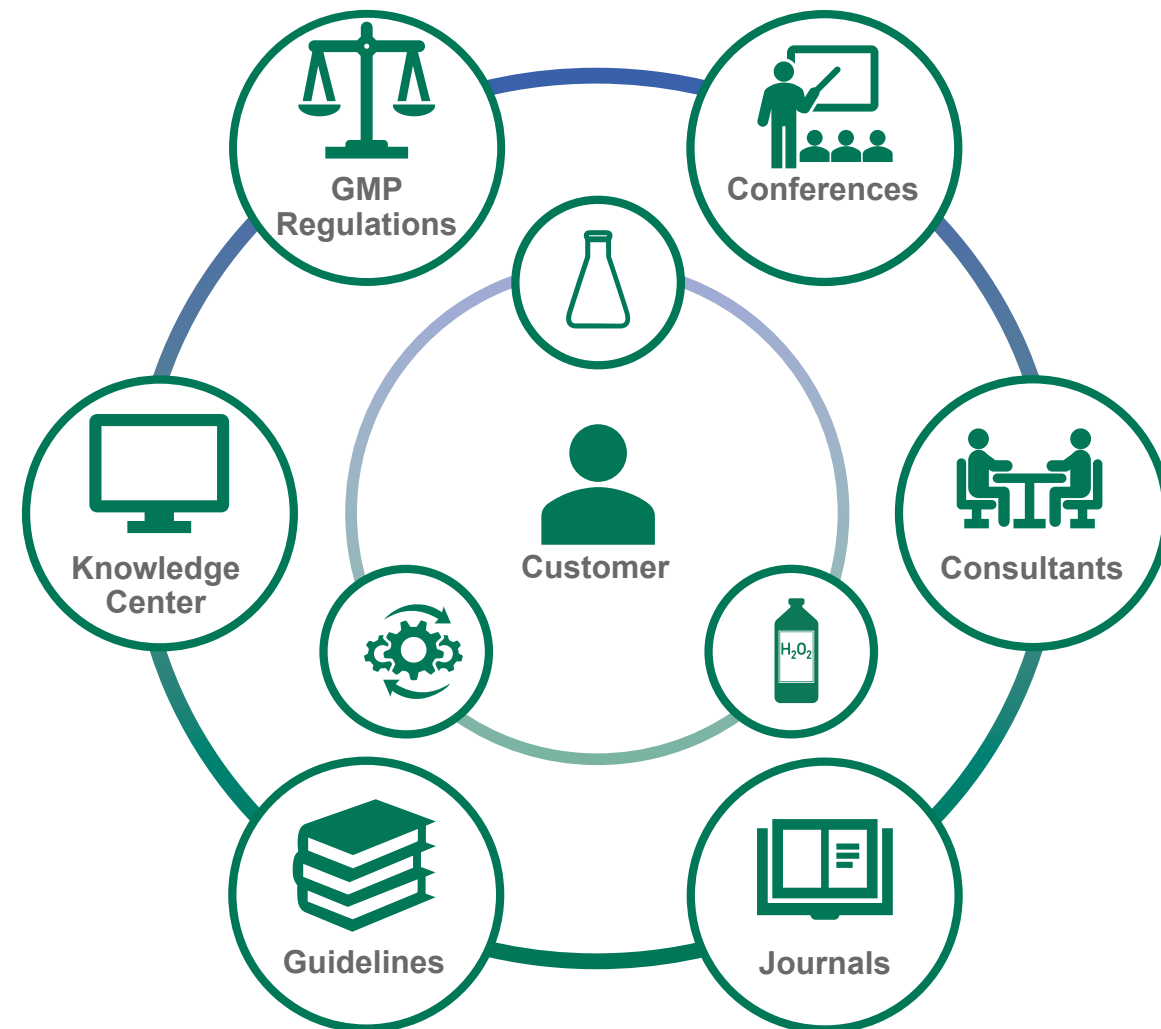 GMP
Regulations
Conferences
Knowledge
Center
Customer
Consultants
H₂O₂
Guidelines
Journals